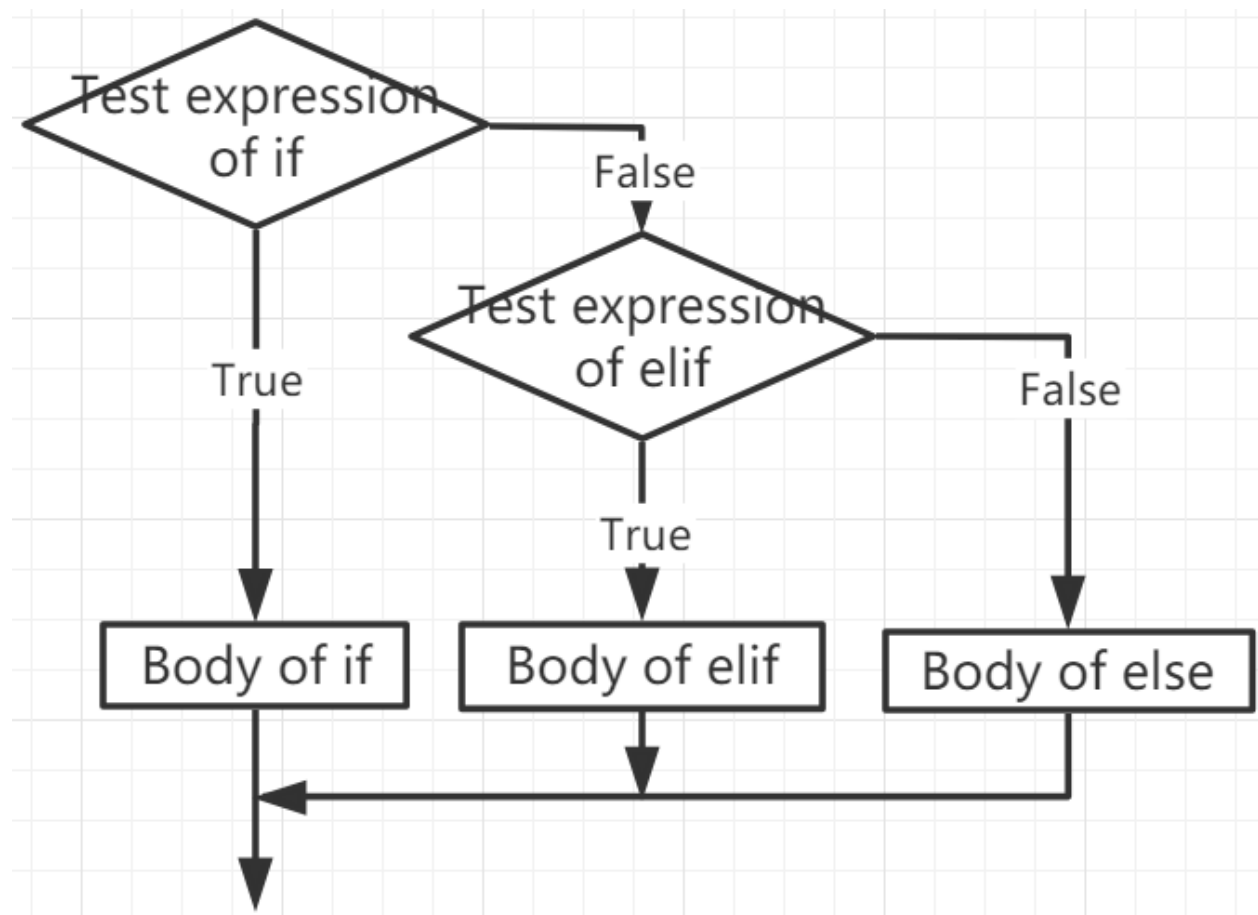 Test expression
of if
False
Test expression
of elif
True
False
True
Body of if
Body of elif
Body of else